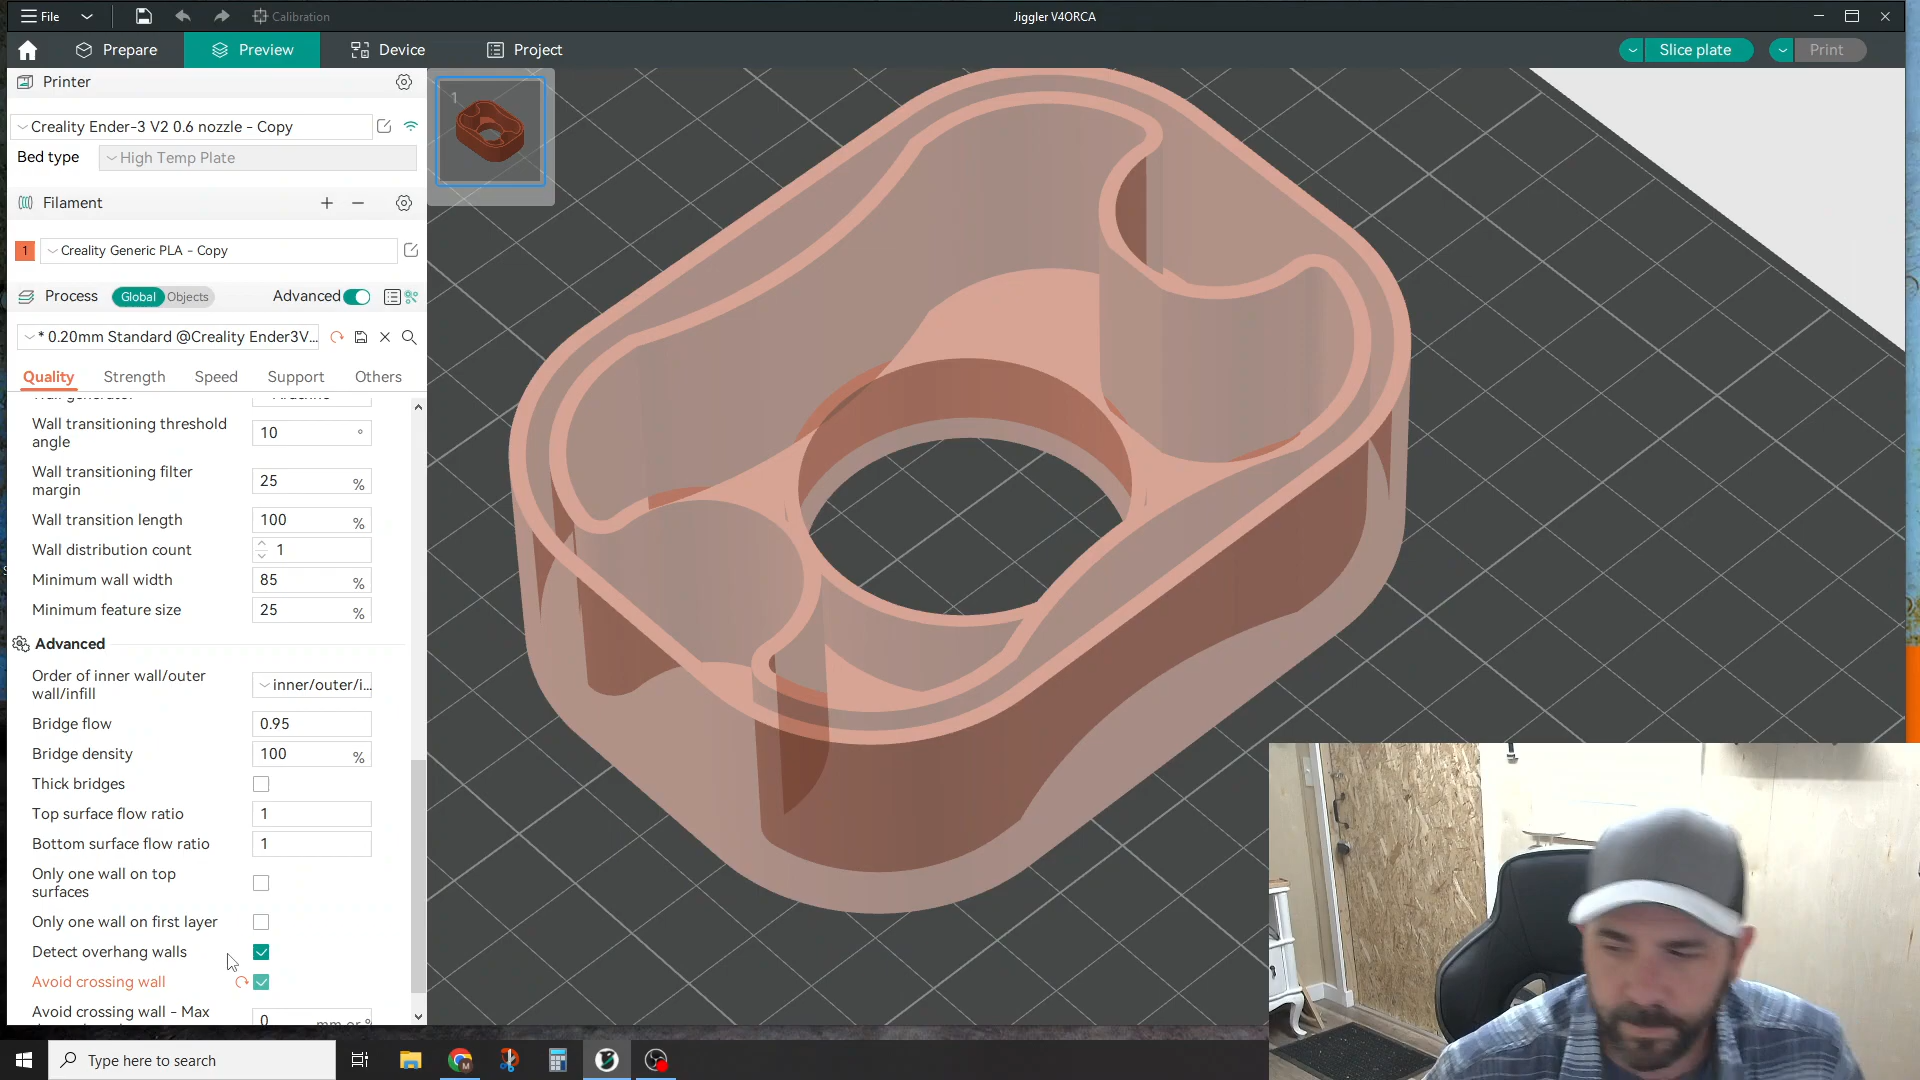 File
Calibration
Jiggler V4ORCA
Prepare
Preview
Device
Project
Slice plate
Print
Printer
Creality Ender-3 V2 0.6 nozzle - Copy
Bed type
High Temp Plate
Filament
1
Creality Generic PLA - Copy
Process
Global
Objects
Advanced
* 0.20mm Standard @Creality Ender3V...
Quality
Strength
Speed
Support
Others
Wall transitioning threshold
angle
10 °
Wall transitioning filter
margin
25 %
Wall transition length
100 %
Wall distribution count
1
Minimum wall width
85 %
Minimum feature size
25 %
Advanced
Order of inner wall/outer
wall/infill
inner/outer/i...
Bridge flow
0.95
Bridge density
100 %
Thick bridges
Top surface flow ratio
1
Bottom surface flow ratio
1
Only one wall on top
surfaces
Only one wall on first layer
Detect overhang walls
Avoid crossing wall
Avoid crossing wall - Max
0 mm or %
1
Type here to search